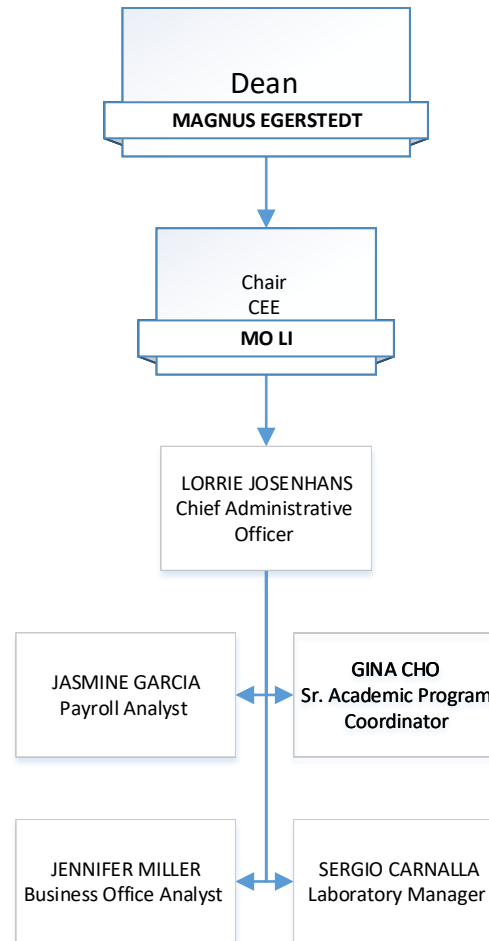 Dean
MAGNUS EGERSTEDT
Chair
CEE
MO LI
LORRIE JOSENHANS
Chief Administrative
Officer
JASMINE GARCIA
Payroll Analyst
GINA CHO
Sr. Academic Program
Coordinator
JENNIFER MILLER
Business Office Analyst
SERGIO CARNALLA
Laboratory Manager